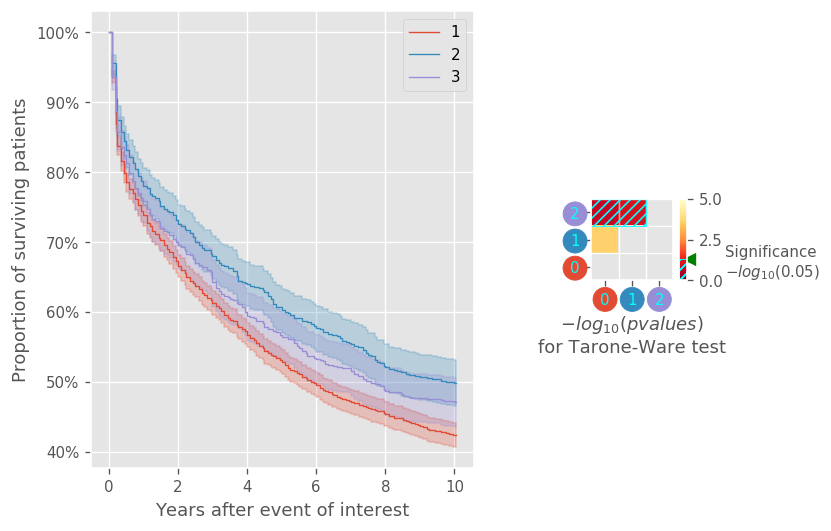 100%
90%
80%
70%
60%
50%
40%
Proportion of surviving patients
0 2 4 6 8 10
Years after event of interest
1
2
3
2
1
0
0 1 2
5.0
2.5
0.0
Significance
−log₁₀(0.05)
−log₁₀(pvalues)
for Tarone-Ware test